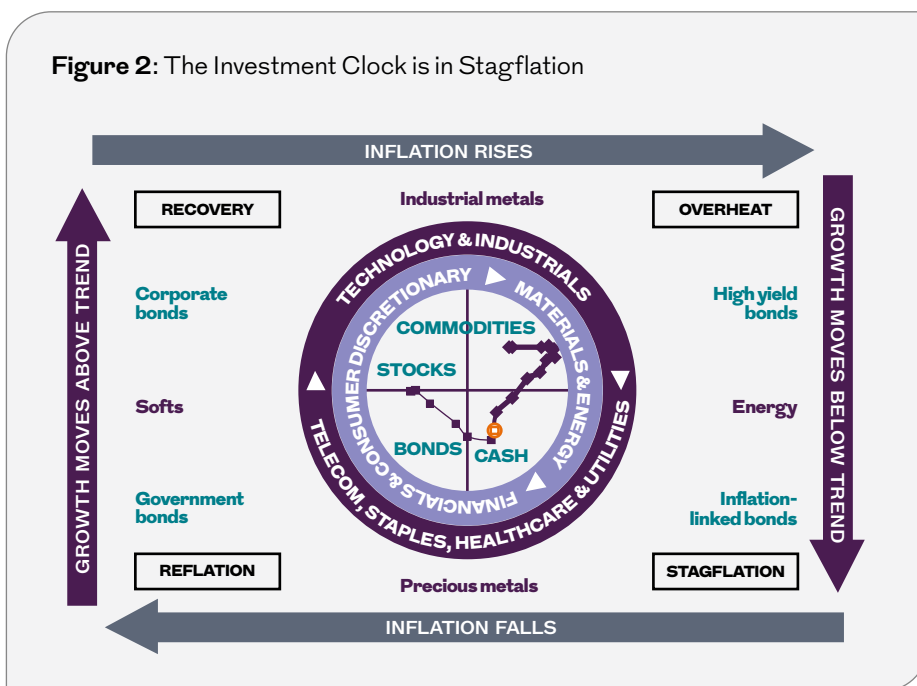 Figure 2: The Investment Clock is in Stagflation
INFLATION RISES
GROWTH MOVES ABOVE TREND
RECOVERY
Industrial metals
OVERHEAT
GROWTH MOVES BELOW TREND
TECHNOLOGY & INDUSTRIALS
FINANCIALS & CONSUMER DISCRETIONARY
MATERIALS & ENERGY
Corporate
bonds
High yield
bonds
COMMODITIES
STOCKS
Softs
Energy
BONDS
CASH
TELECOM, STAPLES, HEALTHCARE & UTILITIES
Government
bonds
Inflation-
linked bonds
REFLATION
Precious metals
STAGFLATION
INFLATION FALLS